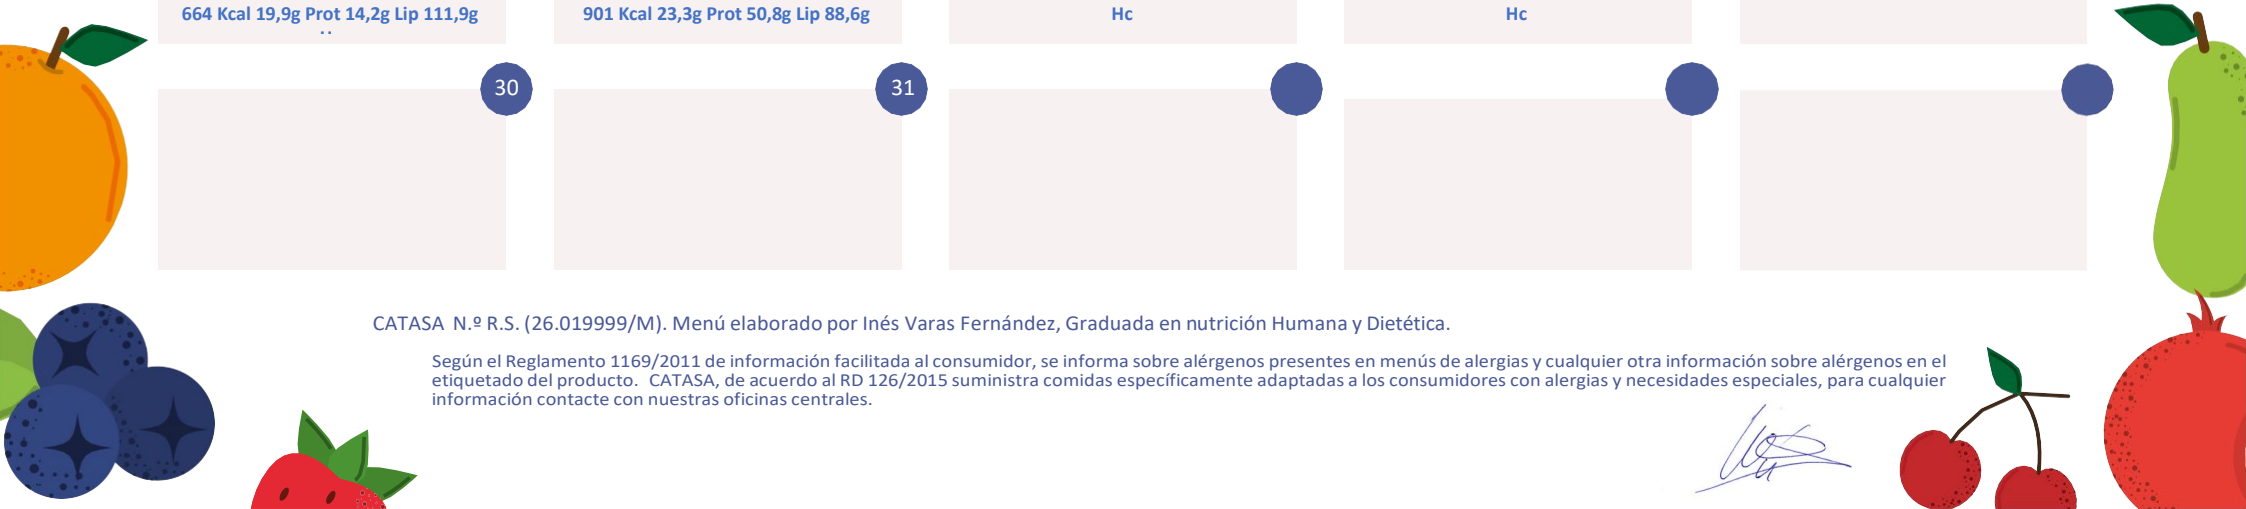 664 Kcal 19,9g Prot 14,2g Lip 111,9g
901 Kcal 23,3g Prot 50,8g Lip 88,6g
Hc
Hc
30
31
CATASA N.º R.S. (26.019999/M). Menú elaborado por Inés Varas Fernández, Graduada en nutrición Humana y Dietética.
Según el Reglamento 1169/2011 de información facilitada al consumidor, se informa sobre alérgenos presentes en menús de alergias y cualquier otra información sobre alérgenos en el
etiquetado del producto. CATASA, de acuerdo al RD 126/2015 suministra comidas específicamente adaptadas a los consumidores con alergias y necesidades especiales, para cualquier
información contacte con nuestras oficinas centrales.